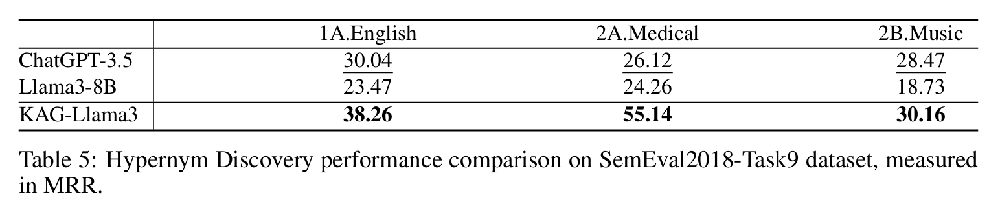 1A.English 2A.Medical 2B.Music
ChatGPT-3.5 30.04 26.12 28.47
Llama3-8B 23.47 24.26 18.73
KAG-Llama3 38.26 55.14 30.16
Table 5: Hypernym Discovery performance comparison on SemEval2018-Task9 dataset, measured
in MRR.